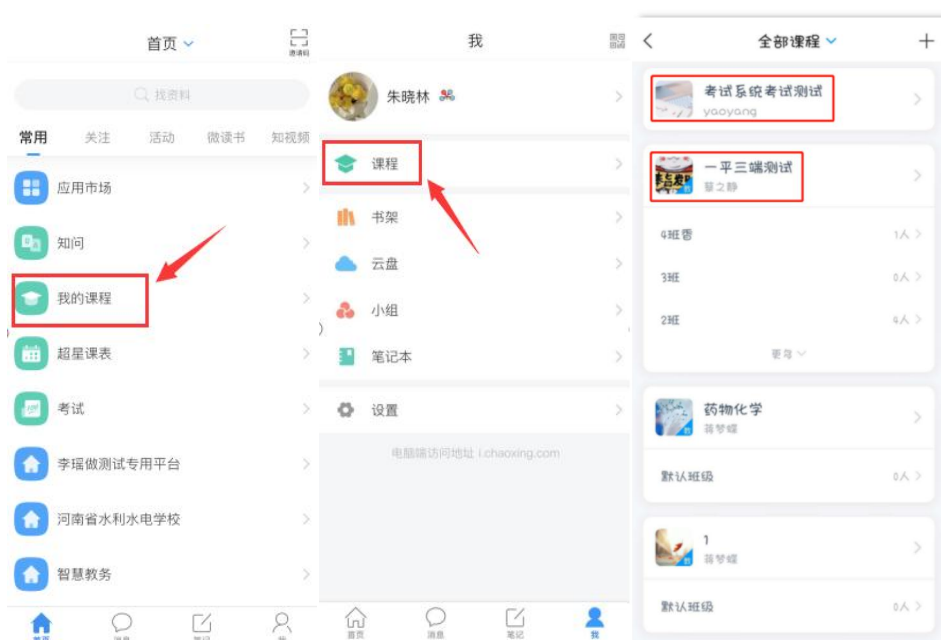 首页
邀请码
找资料
常用 关注 活动 微读书 知视频
应用市场
知问
我的课程
超星课表
考试
李瑶做测试专用平台
河南省水利水电学校
智慧教务
首页 消息 笔记 我
我
朱晓林
课程
书架
云盘
小组
笔记本
设置
电脑端访问地址 i.chaoxing.com
首页 消息 笔记 我
全部课程
考试系统考试测试
yaoyang
一平三端测试
4班 1人
3班 0人
2班 4人
更多
药物化学
蒋梦蝶
默认班级 0人
1
蒋梦蝶
默认班级 0人